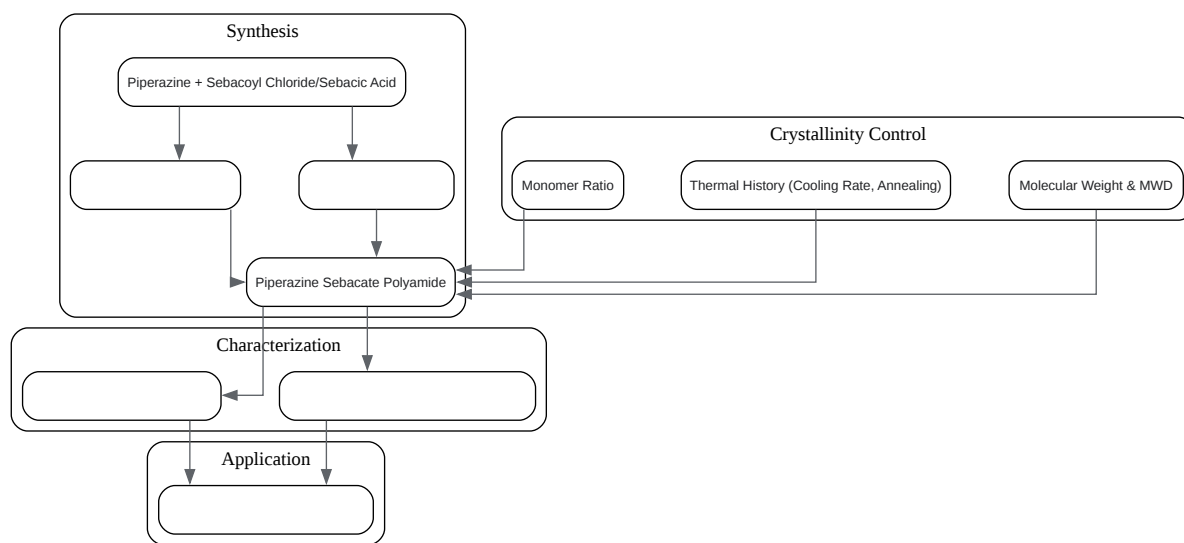 Synthesis
Piperazine + Sebacoyl Chloride/Sebacic Acid
Crystallinity Control
Monomer Ratio
Thermal History (Cooling Rate, Annealing)
Molecular Weight & MWD
Piperazine Sebacate Polyamide
Characterization
Application